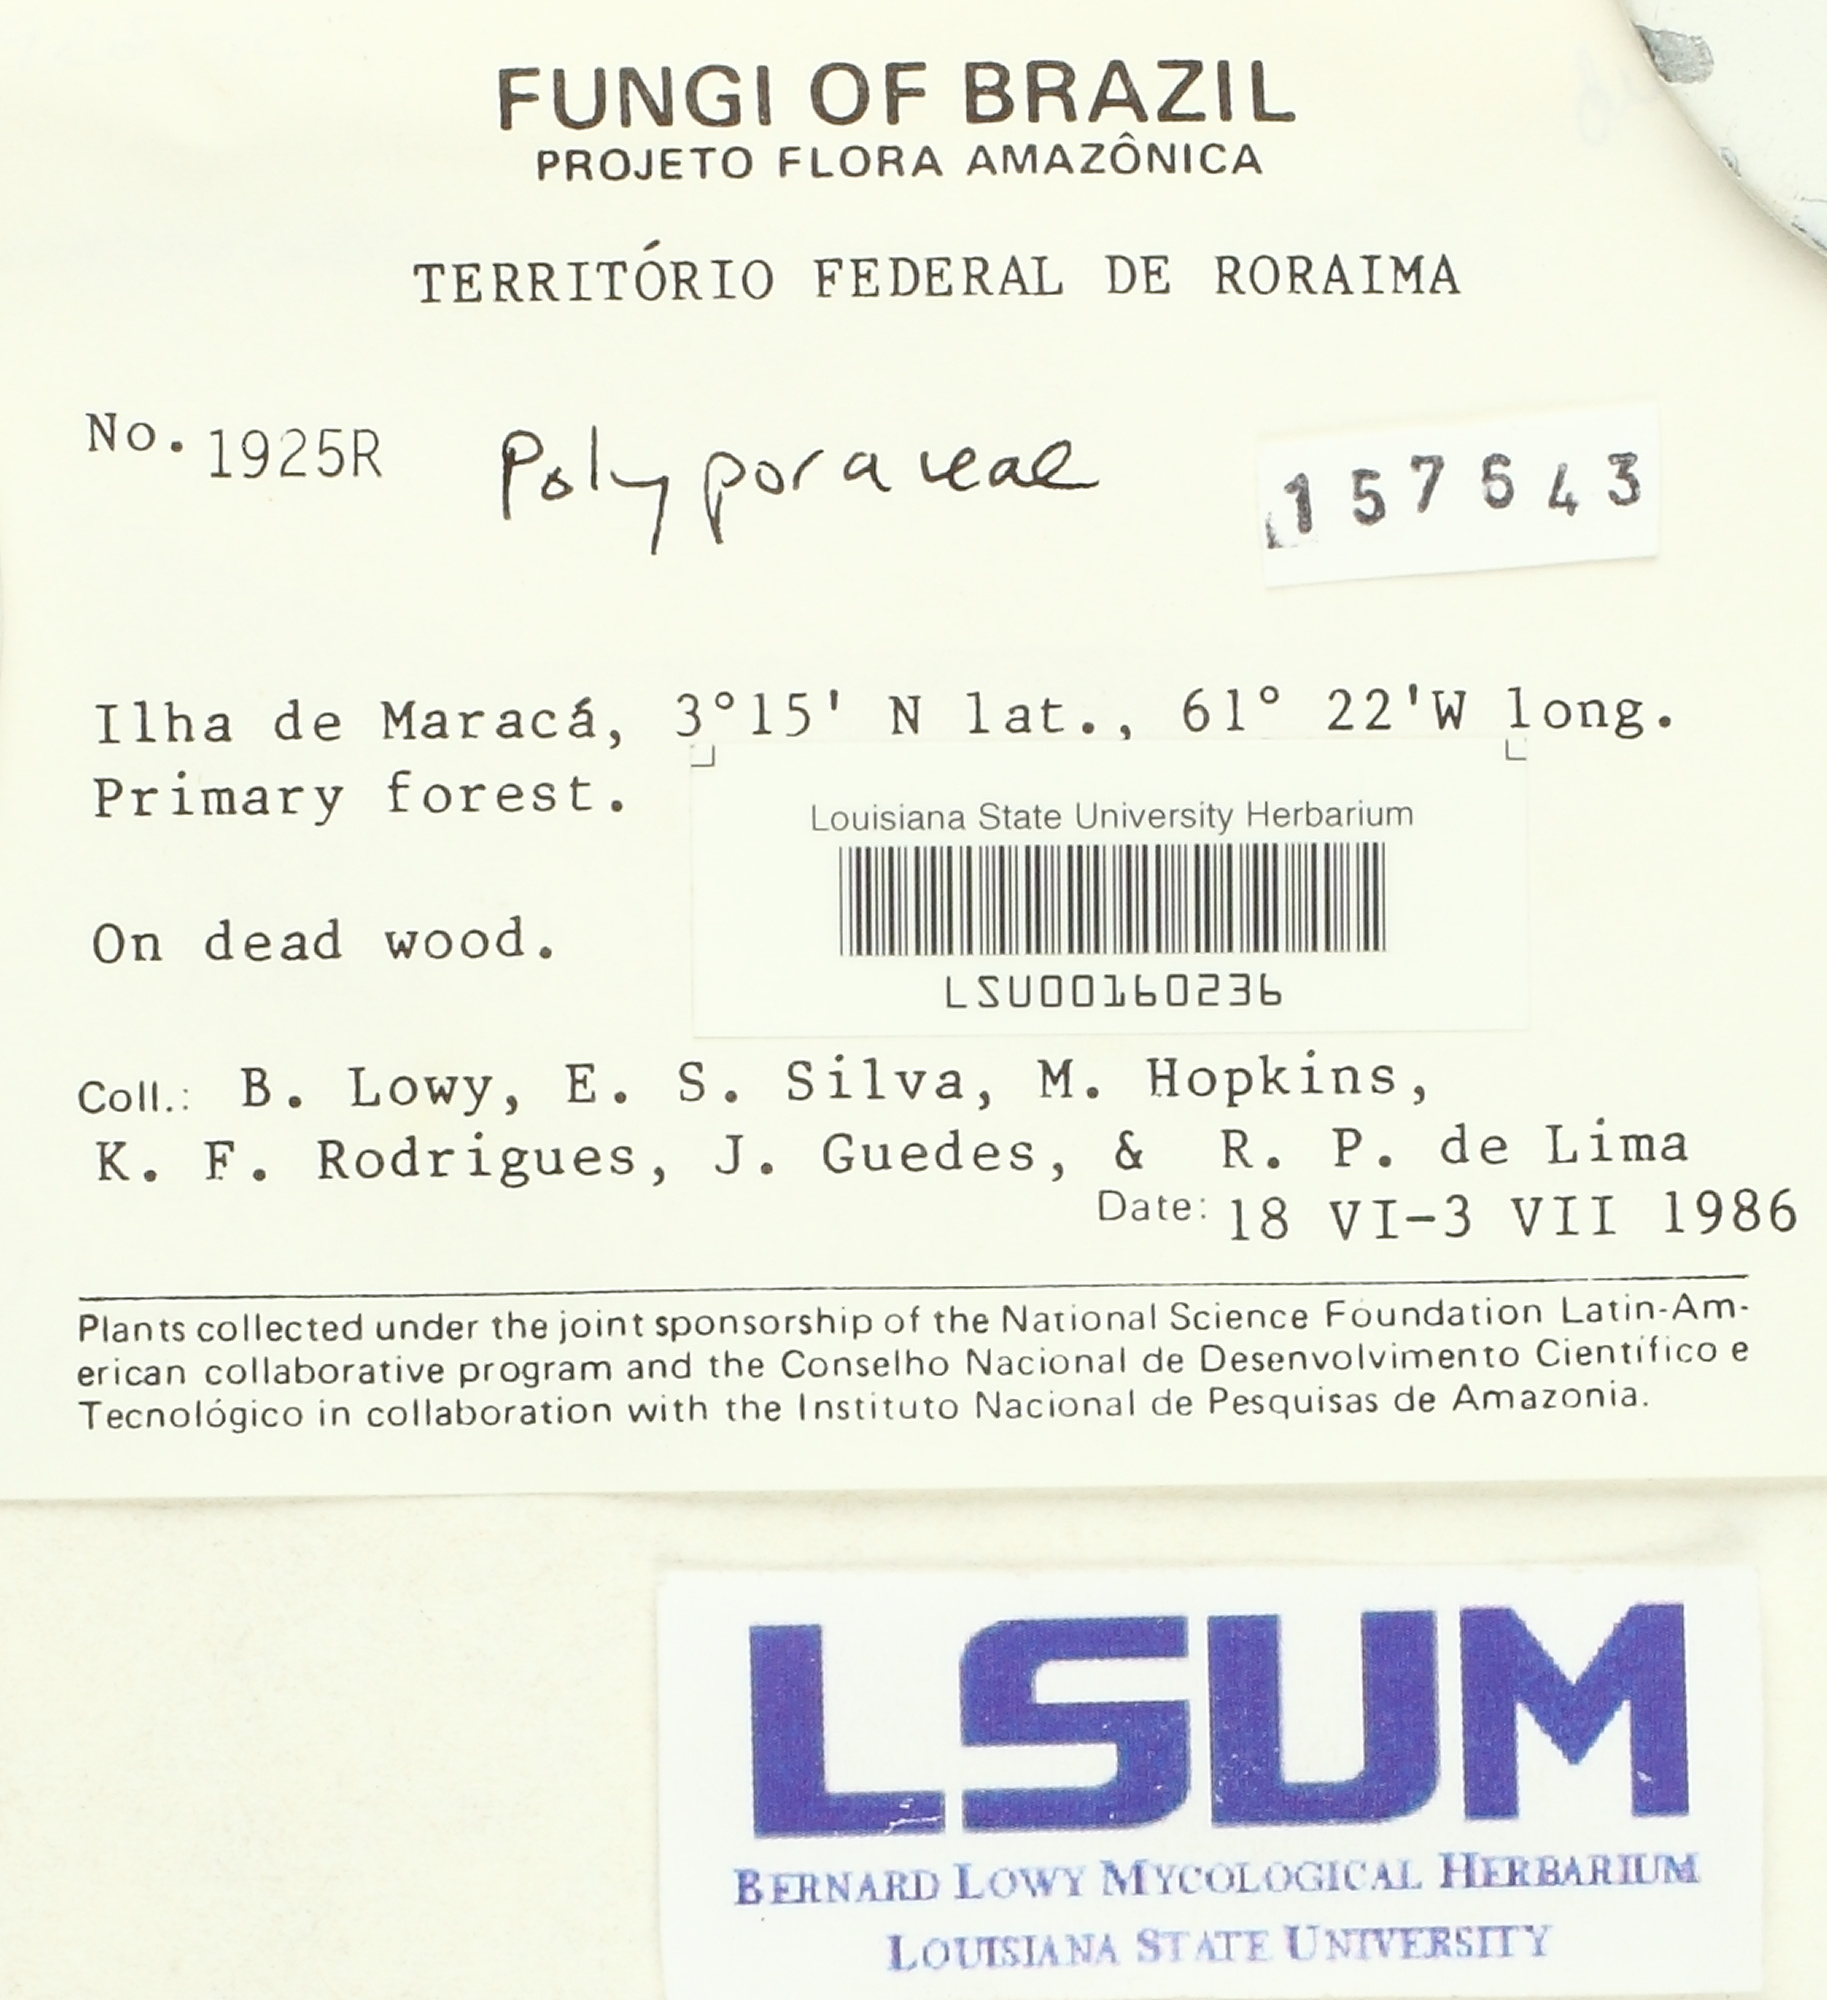 FUNGI OF BRAZIL
PROJETO FLORA AMAZÔNICA
TERRITÓRIO FEDERAL DE RORAIMA
No. 1925R Polyporaceae 157643
Ilha de Maracá, 3°15' N lat., 61° 22'W long.
Primary forest.
Louisiana State University Herbarium
On dead wood.
LSU00160236
Coll.: B. Lowy, E. S. Silva, M. Hopkins,
K. F. Rodrigues, J. Guedes, & R. P. de Lima
Date: 18 VI-3 VII 1986
Plants collected under the joint sponsorship of the National Science Foundation Latin-Am-
erican collaborative program and the Conselho Nacional de Desenvolvimento Científico e
Tecnológico in collaboration with the Instituto Nacional de Pesquisas de Amazonia.
LSUM
BERNARD LOWY MYCOLOGICAL HERBARIUM
LOUISIANA STATE UNIVERSITY